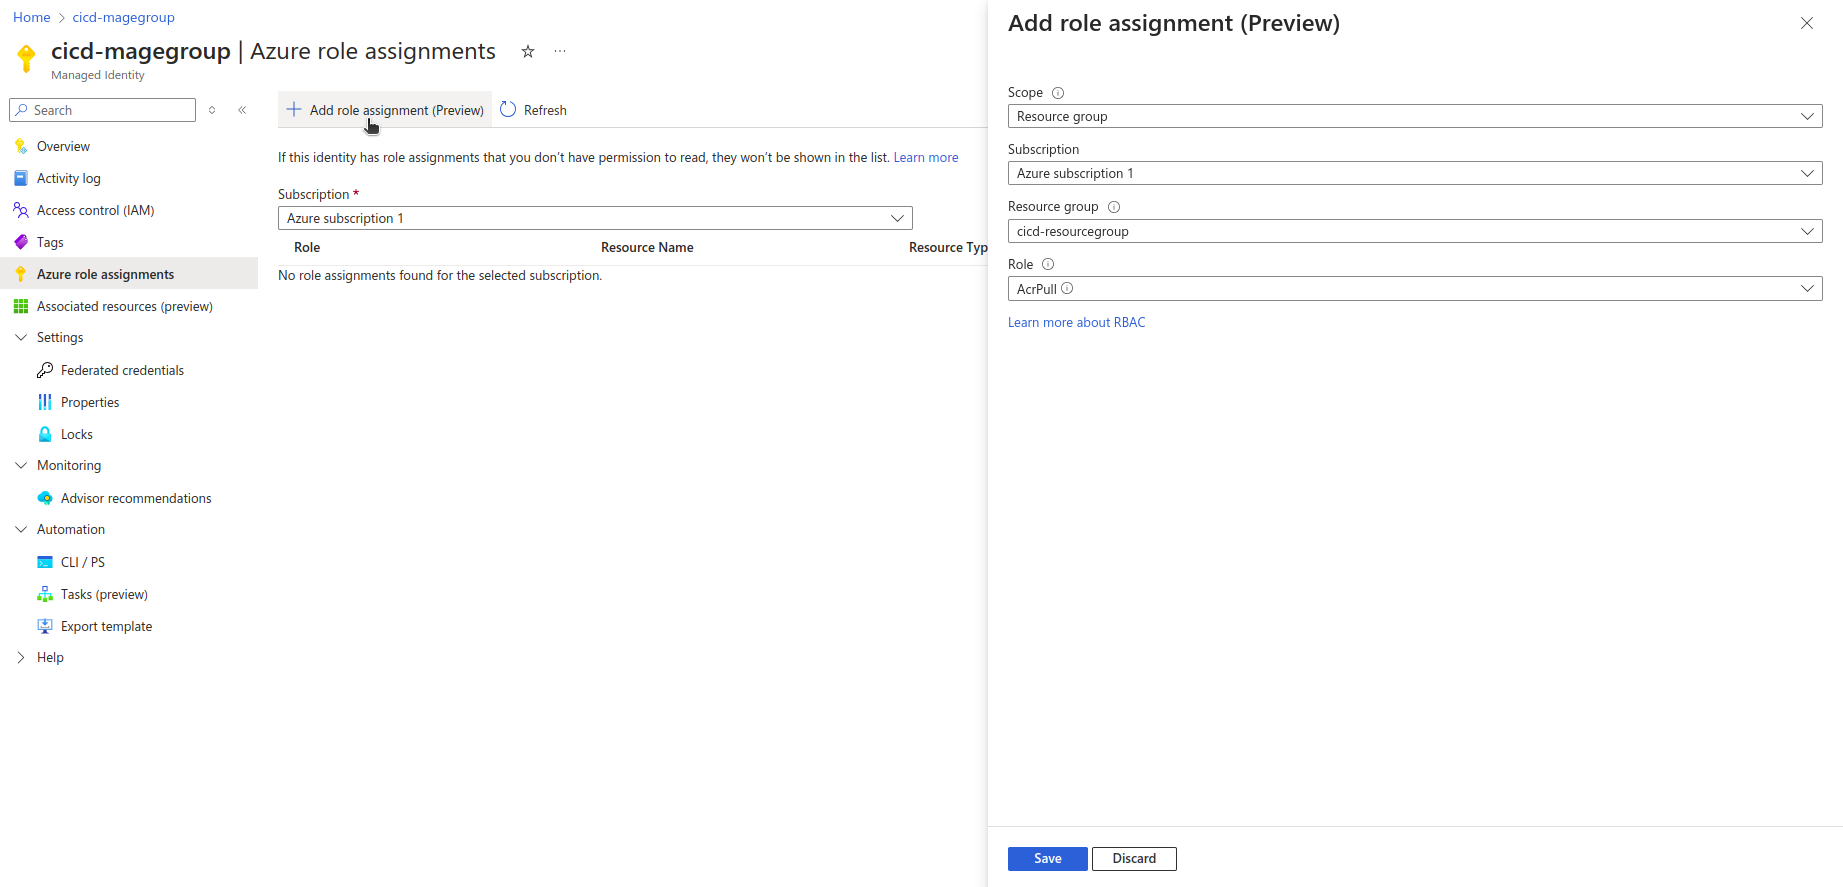 Home > cicd-magegroup
cicd-magegroup | Azure role assignments
Managed Identity
Search
Overview
Activity log
Access control (IAM)
Tags
Azure role assignments
Associated resources (preview)
Settings
Federated credentials
Properties
Locks
Monitoring
Advisor recommendations
Automation
CLI / PS
Tasks (preview)
Export template
Help
Add role assignment (Preview) Refresh
If this identity has role assignments that you don't have permission to read, they won't be shown in the list. Learn more
Subscription *
Azure subscription 1
Role Resource Name Resource Typ
No role assignments found for the selected subscription.
Add role assignment (Preview)
Scope
Resource group
Subscription
Azure subscription 1
Resource group
cicd-resourcegroup
Role
AcrPull
Learn more about RBAC
Save Discard